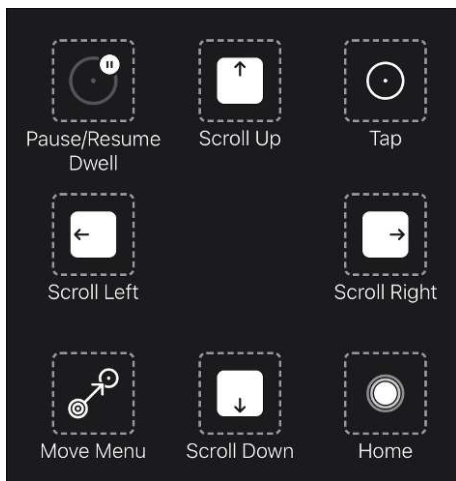 Pause/Resume
Dwell
Scroll Up
Tap
Scroll Left
Scroll Right
Move Menu
Scroll Down
Home